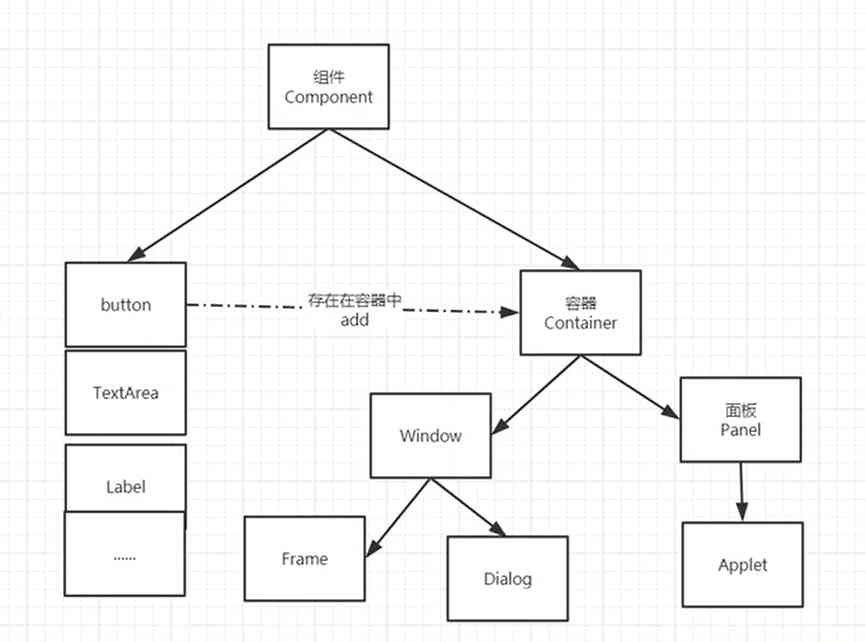 组件
Component
button
存在在容器中
add
容器
Container
TextArea
Window
面板
Panel
Label
......
Frame
Dialog
Applet